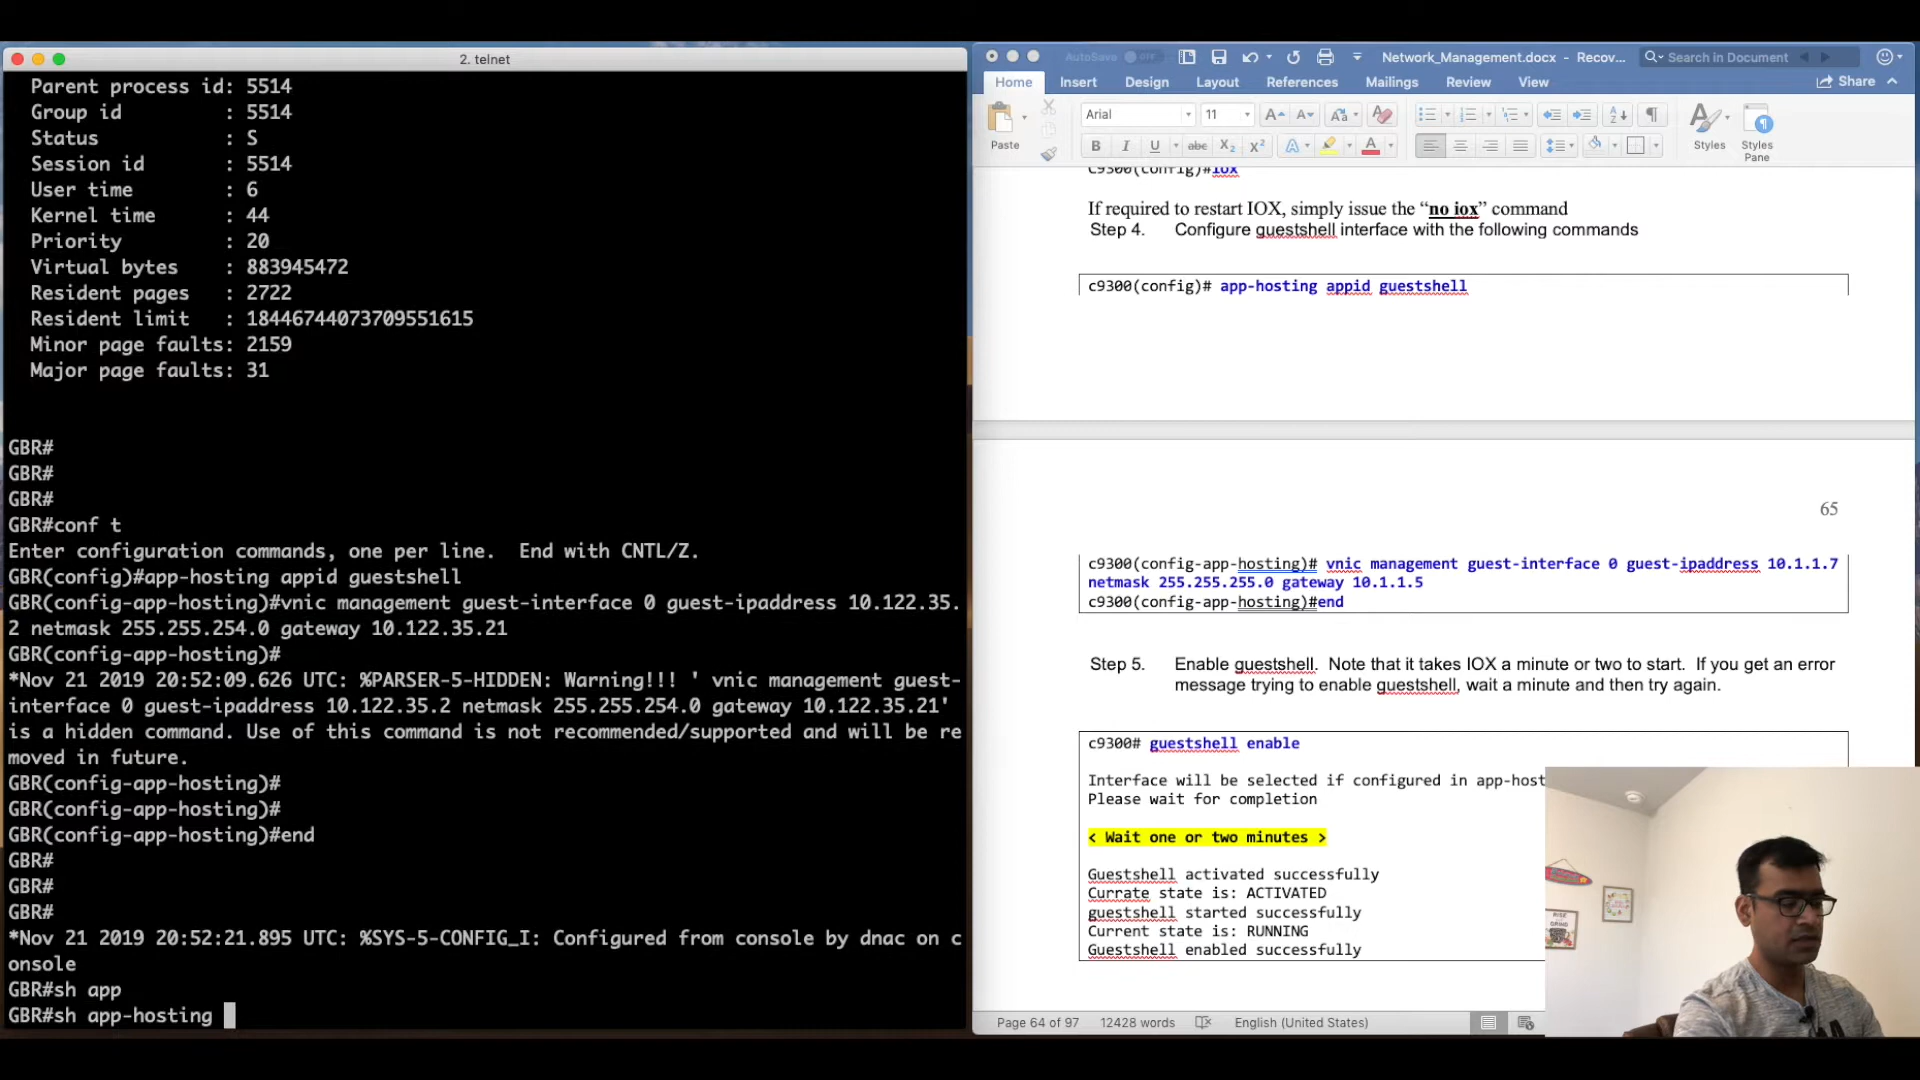 2. telnet
Parent process id: 5514
Group id          : 5514
Status            : S
Session id        : 5514
User time         : 6
Kernel time       : 44
Priority          : 20
Virtual bytes     : 883945472
Resident pages    : 2722
Resident limit    : 18446744073709551615
Minor page faults: 2159
Major page faults: 31
GBR#
GBR#
GBR#
GBR#conf t
Enter configuration commands, one per line.  End with CNTL/Z.
GBR(config)#app-hosting appid guestshell
GBR(config-app-hosting)#vnic management guest-interface 0 guest-ipaddress 10.122.35.
2 netmask 255.255.254.0 gateway 10.122.35.21
GBR(config-app-hosting)#
*Nov 21 2019 20:52:09.626 UTC: %PARSER-5-HIDDEN: Warning!!! ' vnic management guest-
interface 0 guest-ipaddress 10.122.35.2 netmask 255.255.254.0 gateway 10.122.35.21'
is a hidden command. Use of this command is not recommended/supported and will be re
moved in future.
GBR(config-app-hosting)#
GBR(config-app-hosting)#
GBR(config-app-hosting)#end
GBR#
GBR#
GBR#
*Nov 21 2019 20:52:21.895 UTC: %SYS-5-CONFIG_I: Configured from console by dnac on c
onsole
GBR#sh app
GBR#sh app-hosting
AutoSave OFF
Network_Management.docx - Recov...
Search in Document
Home Insert Design Layout References Mailings Review View
Share
Paste
Arial 11
B I U abc X2 X2
Styles
Styles Pane
c9300(config)#iox
If required to restart IOX, simply issue the “no iox” command
Step 4. Configure guestshell interface with the following commands
c9300(config)# app-hosting appid guestshell
65
c9300(config-app-hosting)# vnic management guest-interface 0 guest-ipaddress 10.1.1.7
netmask 255.255.255.0 gateway 10.1.1.5
c9300(config-app-hosting)#end
Step 5. Enable guestshell.  Note that it takes IOX a minute or two to start.  If you get an error
message trying to enable guestshell, wait a minute and then try again.
c9300# guestshell enable
Interface will be selected if configured in app-host
Please wait for completion
< Wait one or two minutes >
Guestshell activated successfully
Currate state is: ACTIVATED
guestshell started successfully
Current state is: RUNNING
Guestshell enabled successfully
Page 64 of 97 12428 words English (United States)